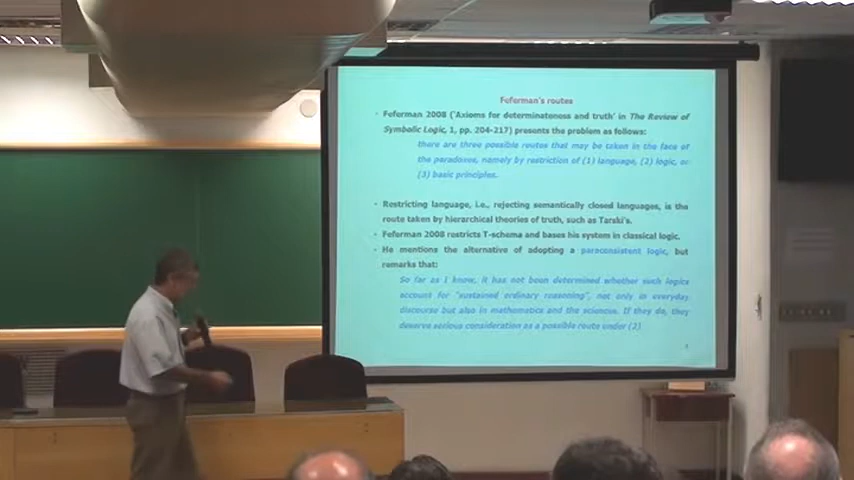 Feferman's routes
• Feferman 2008 ('Axioms for determinateness and truth' in The Review of
Symbolic Logic, 1, pp. 204-217) presents the problem as follows:
there are three possible routes that may be taken in the face of
the paradoxes, namely by restriction of (1) language, (2) logic, or
(3) basic principles.
• Restricting language, i.e., rejecting semantically closed languages, is the
route taken by hierarchical theories of truth, such as Tarski's.
• Feferman 2008 restricts T-schema and bases his system in classical logic.
• He mentions the alternative of adopting a paraconsistent logic, but
remarks that:
So far as I know, it has not been determined whether such logics
account for "sustained ordinary reasoning", not only in everyday
discourse but also in mathematics and the sciences. If they do, they
deserve serious consideration as a possible route under (2)